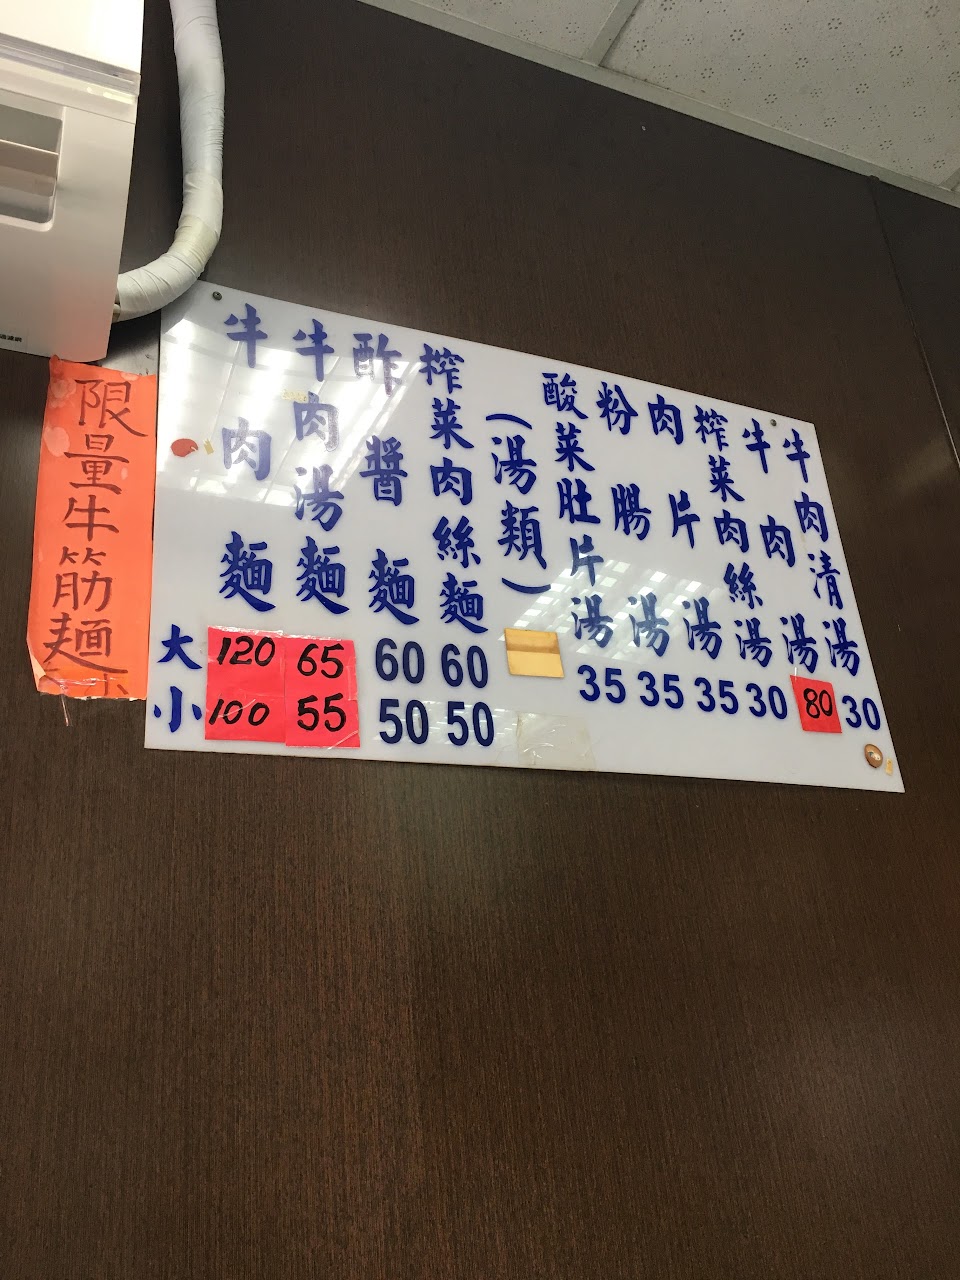 限量牛筋麵
大
小
牛肉麵 120 100
牛肉湯麵 65 55
酢醬麵 60 50
榨菜肉絲麵 60 50
(湯類)
酸菜肚片湯 35
粉腸湯 35
肉片湯 35
榨菜肉絲湯 30
牛肉湯 80
牛肉清湯 30